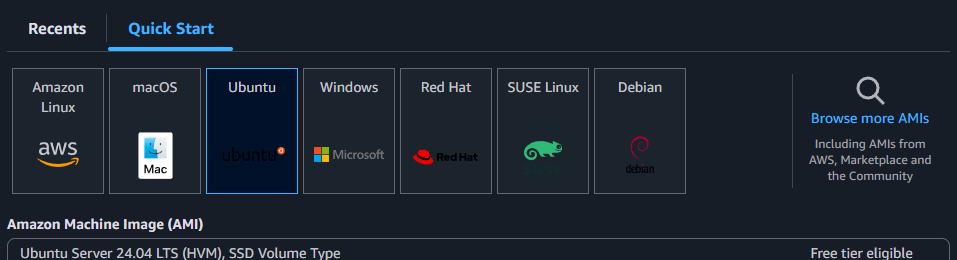 Recents
Quick Start
Amazon
Linux
aws
macOS
Mac
Ubuntu
ubuntu
Windows
Microsoft
Red Hat
Red Hat
SUSE Linux
Debian
debian
Browse more AMIs
Including AMIs from
AWS, Marketplace and
the Community
Amazon Machine Image (AMI)
Ubuntu Server 24.04 LTS (HVM), SSD Volume Type
Free tier eligible